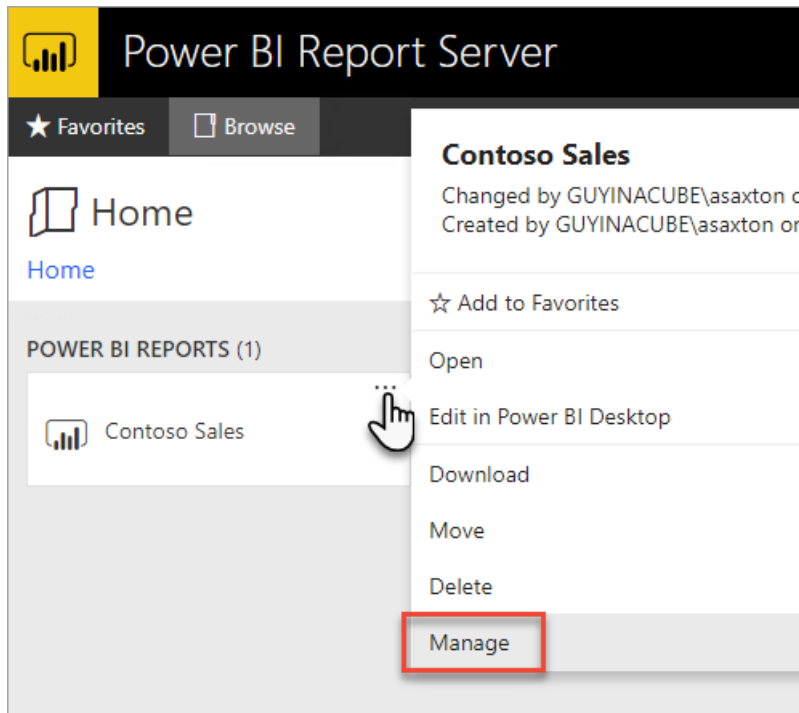 Power BI Report Server
Favorites
Browse
Home
Home
POWER BI REPORTS (1)
Contoso Sales
Contoso Sales
Changed by GUYINACUBE\asaxton
Created by GUYINACUBE\asaxton
Add to Favorites
Open
Edit in Power BI Desktop
Download
Move
Delete
Manage